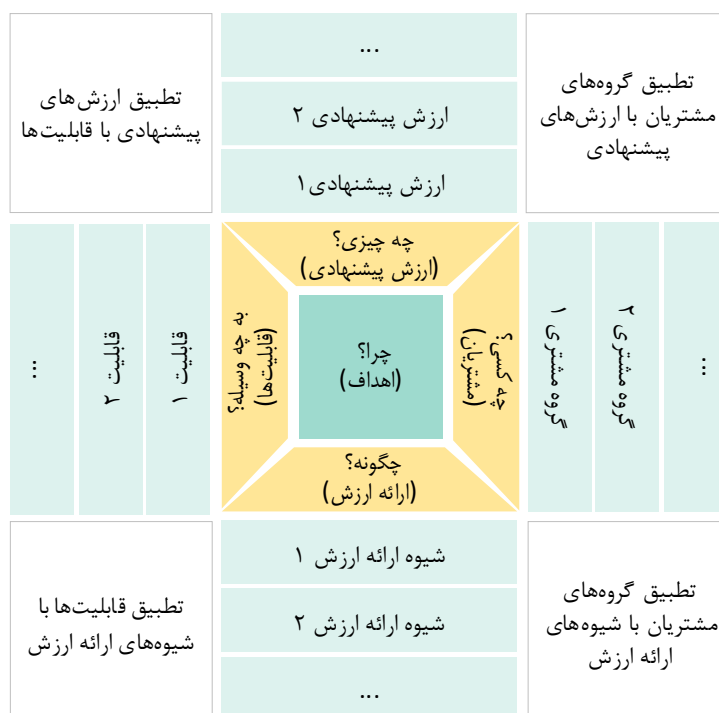 تطبیق گروه‌های
مشتریان با ارزش‌های
پیشنهادی
...
ارزش پیشنهادی ۲
ارزش پیشنهادی۱
تطبیق ارزش‌های
پیشنهادی با قابلیت‌ها
...
گروه مشتری ۲
گروه مشتری ۱
چه چیزی؟
(ارزش پیشنهادی)
چه کسی؟
(مشتریان)
چرا؟
(اهداف)
به چه وسیله؟
(قابلیت‌ها)
چگونه؟
(ارائه ارزش)
قابلیت ۱
قابلیت ۲
...
تطبیق گروه‌های
مشتریان با شیوه‌های
ارائه ارزش
شیوه ارائه ارزش ۱
شیوه ارائه ارزش ۲
...
تطبیق قابلیت‌ها با
شیوه‌های ارائه ارزش